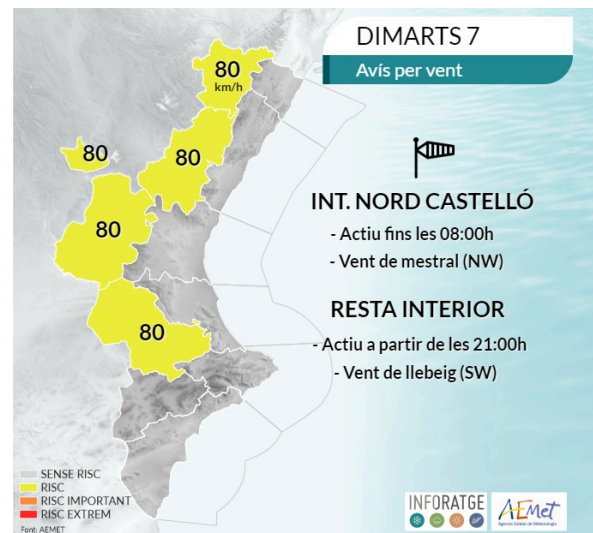 DIMARTS 7
Avís per vent
80
km/h
80
80
80
80
INT. NORD CASTELLÓ
- Actiu fins les 08:00h
- Vent de mestral (NW)
RESTA INTERIOR
- Actiu a partir de les 21:00h
- Vent de llebeig (SW)
SENSE RISC
RISC
RISC IMPORTANT
RISC EXTREM
Font: AEMET
INFORATGE
AEMet
Agencia Estatal de Meteorología